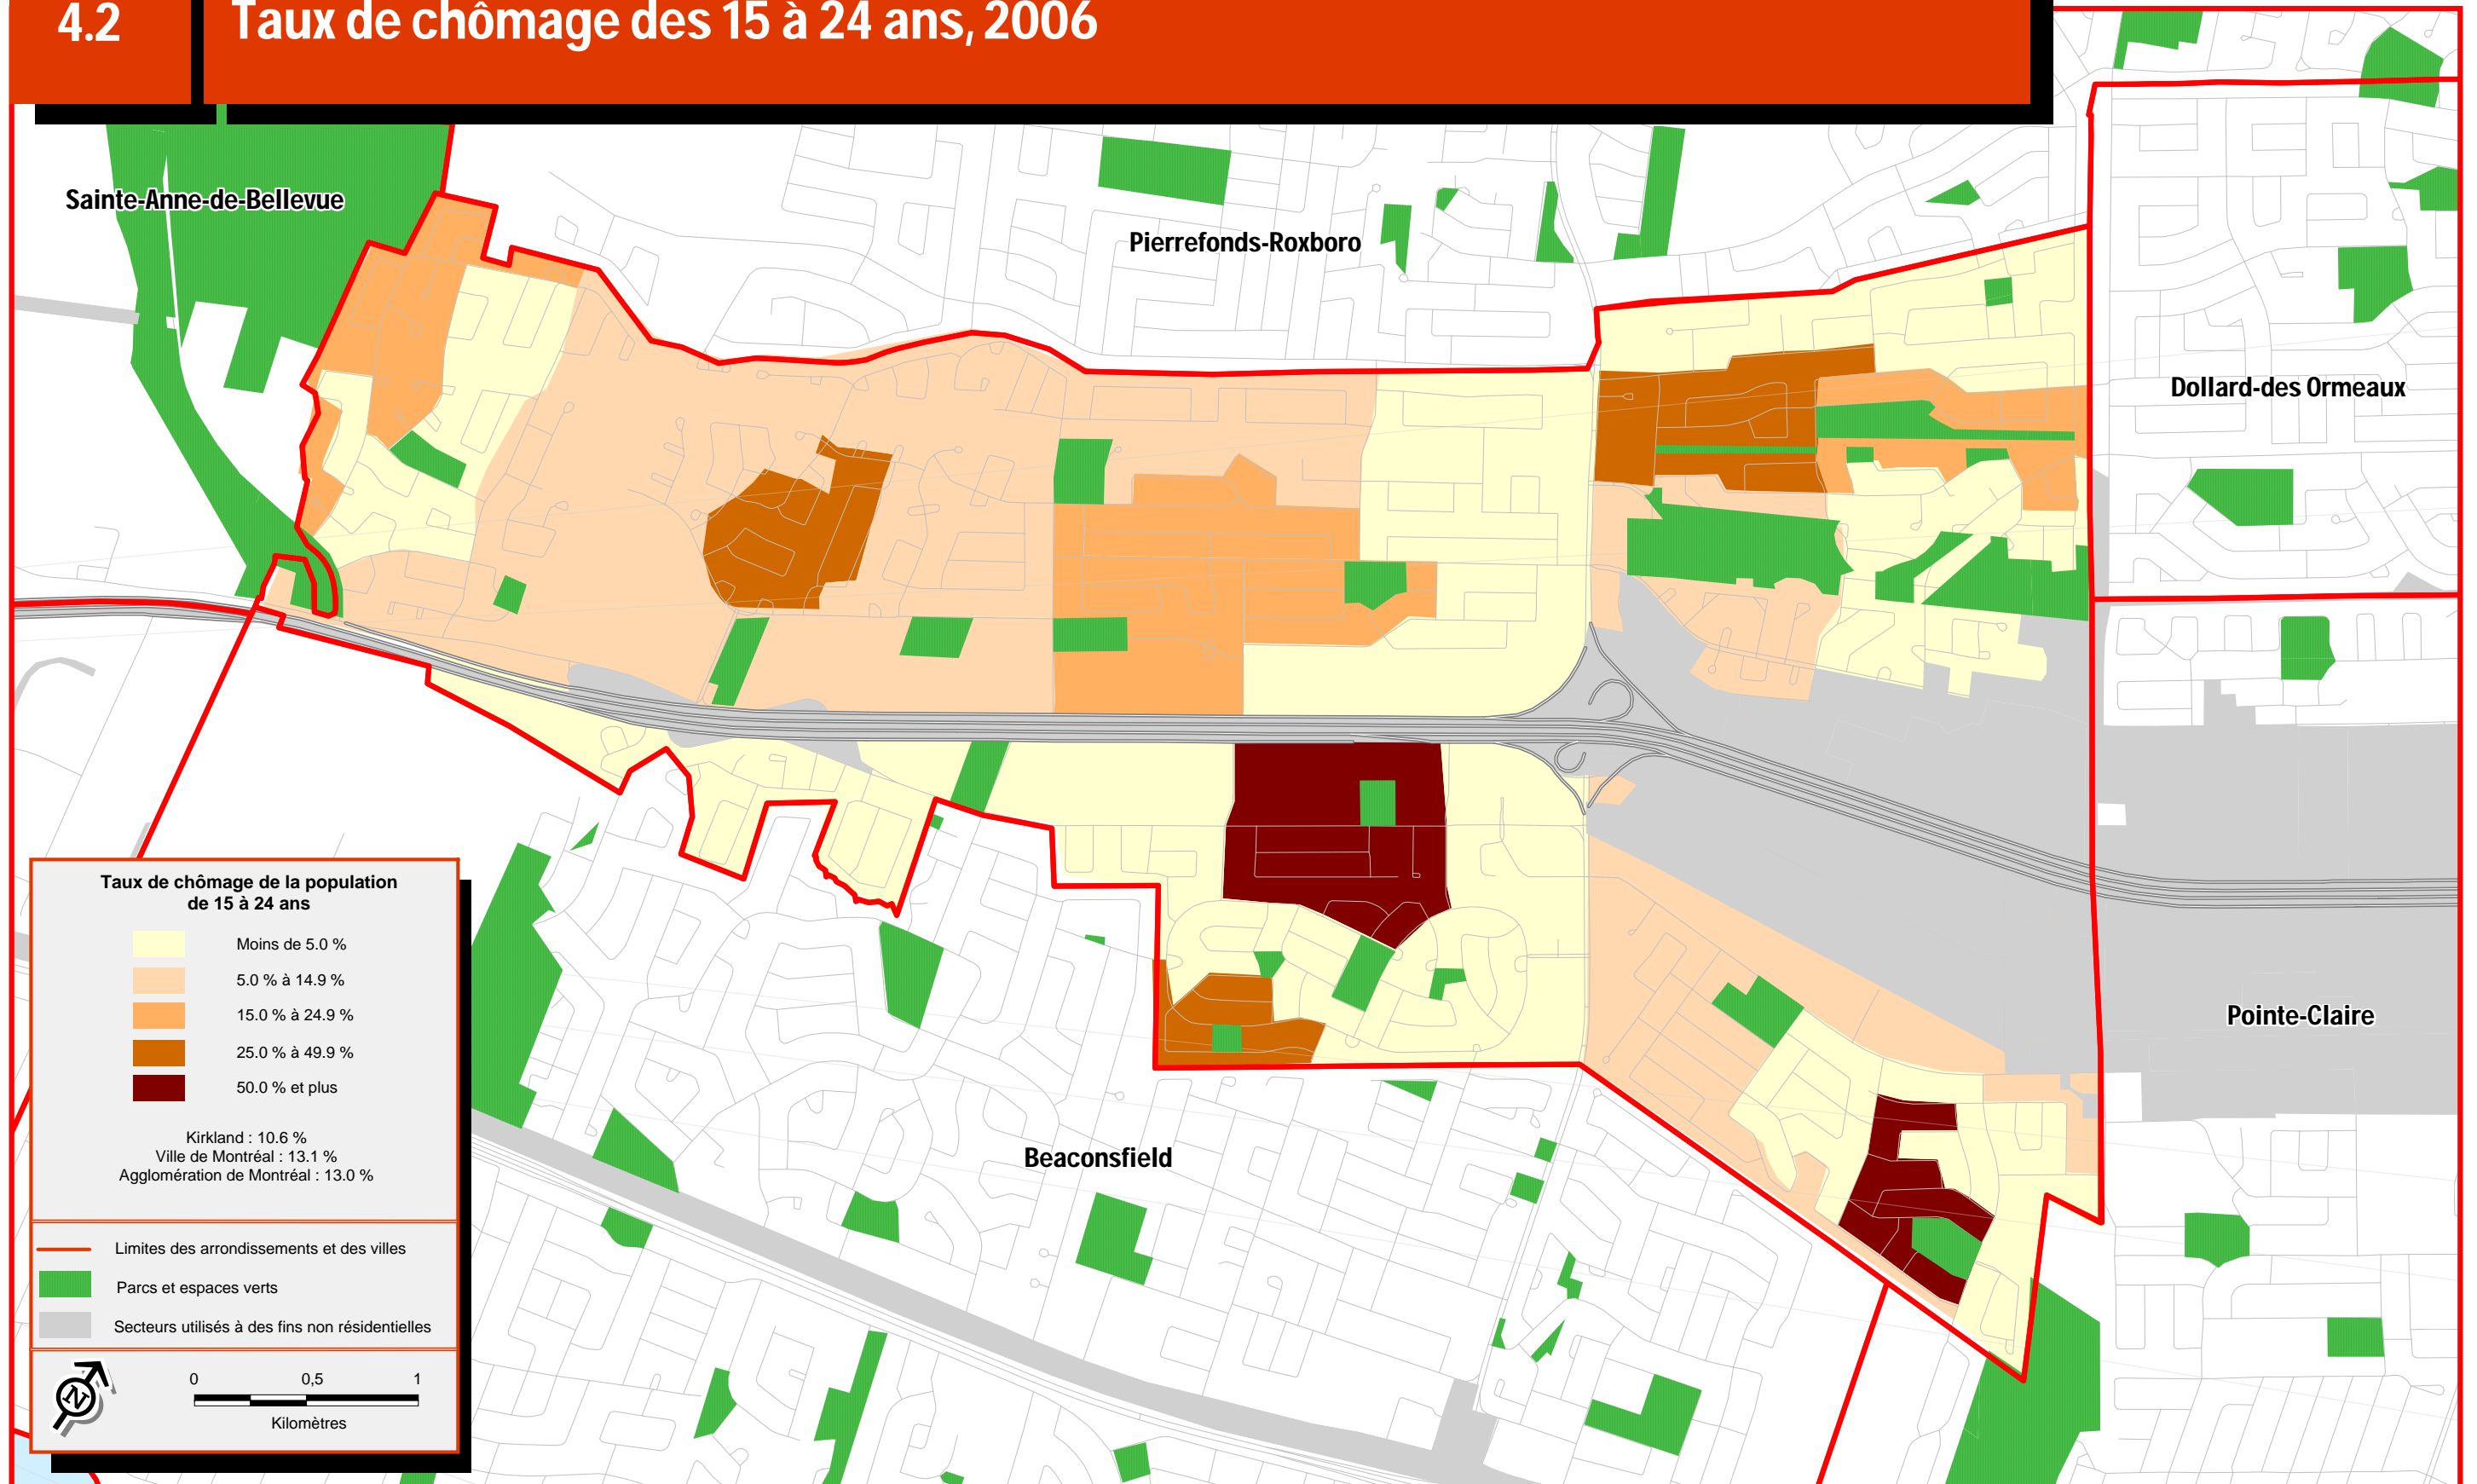 4.2
Taux de chômage des 15 à 24 ans, 2006
Sainte-Anne-de-Bellevue
Pierrefonds-Roxboro
Dollard-des Ormeaux
Pointe-Claire
Beaconsfield
Taux de chômage de la population
de 15 à 24 ans
Moins de 5.0 %
5.0 % à 14.9 %
15.0 % à 24.9 %
25.0 % à 49.9 %
50.0 % et plus
Kirkland : 10.6 %
Ville de Montréal : 13.1 %
Agglomération de Montréal : 13.0 %
Limites des arrondissements et des villes
Parcs et espaces verts
Secteurs utilisés à des fins non résidentielles
N
0 0,5 1
Kilomètres